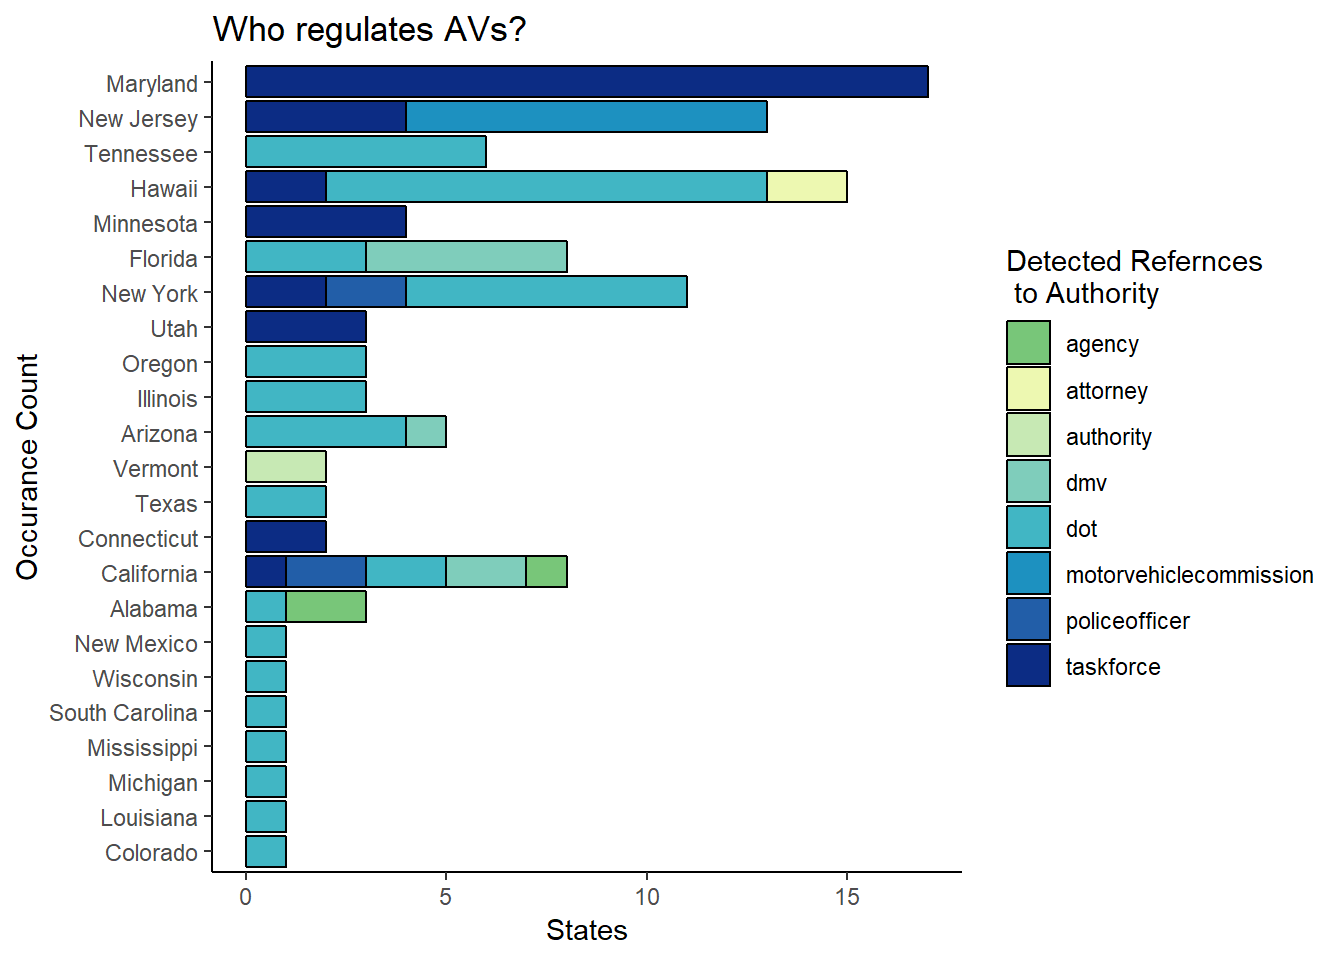 Who regulates AVs?
Maryland
New Jersey
Tennessee
Hawaii
Minnesota
Florida
New York
Utah
Oregon
Illinois
Arizona
Vermont
Texas
Connecticut
California
Alabama
New Mexico
Wisconsin
South Carolina
Mississippi
Michigan
Louisiana
Colorado
Occurance Count
0 5 10 15
States
Detected Refernces
to Authority
agency
attorney
authority
dmv
dot
motorvehiclecommission
policeofficer
taskforce